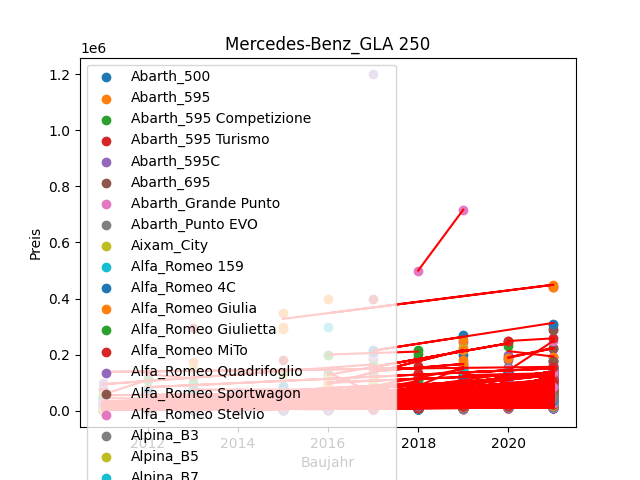 Mercedes-Benz_GLA 250
1e6
1.2
1.0
0.8
0.6
0.4
0.2
0.0
Preis
Abarth_500
Abarth_595
Abarth_595 Competizione
Abarth_595 Turismo
Abarth_595C
Abarth_695
Abarth_Grande Punto
Abarth_Punto EVO
Aixam_City
Alfa_Romeo 159
Alfa_Romeo 4C
Alfa_Romeo Giulia
Alfa_Romeo Giulietta
Alfa_Romeo MiTo
Alfa_Romeo Quadrifoglio
Alfa_Romeo Sportwagon
Alfa_Romeo Stelvio
Alpina_B3
Alpina_B5
Alpina_B7
2012 2014 2016 2018 2020
Baujahr